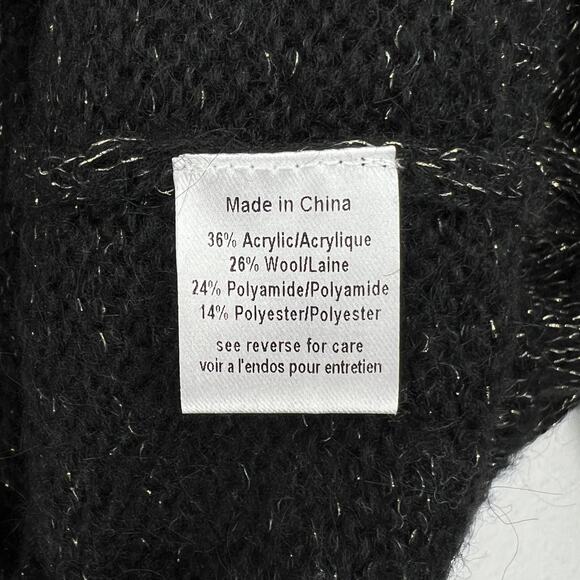 Made in China
36% Acrylic/Acrylique
26% Wool/Laine
24% Polyamide/Polyamide
14% Polyester/Polyester
see reverse for care
voir a l'endos pour entretien